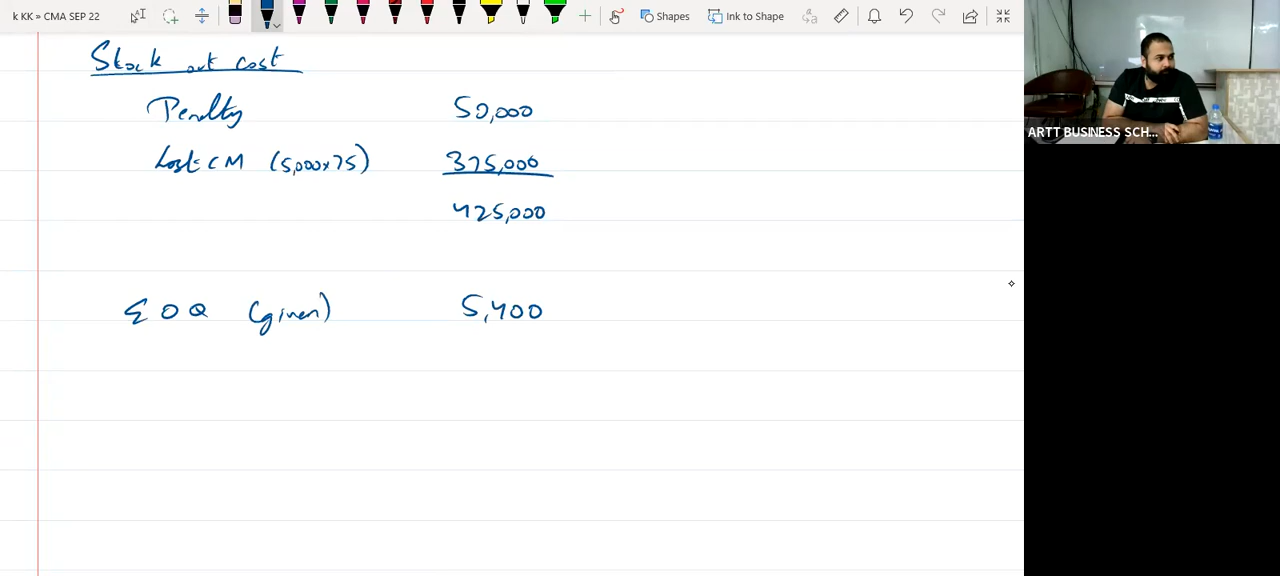 k KK » CMA SEP 22
Shapes
Ink to Shape
Stock out cost
Penalty 50,000
Lost CM (5,000x75) 375,000
425,000
EOQ (given) 5,400
ARTT BUSINESS SCH...